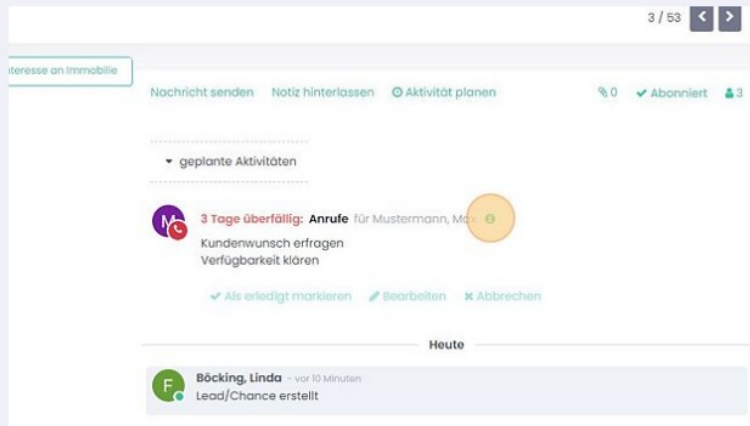 3 / 53
nteresse an Immobilie
Nachricht senden Notiz hinterlassen Aktivität planen 0 Abonniert 3
geplante Aktivitäten
M
3 Tage überfällig: Anrufe für Mustermann, Max
Kundenwunsch erfragen
Verfügbarkeit klären
Als erledigt markieren Bearbeiten Abbrechen
Heute
F
Böcking, Linda - vor 10 Minuten
Lead/Chance erstellt